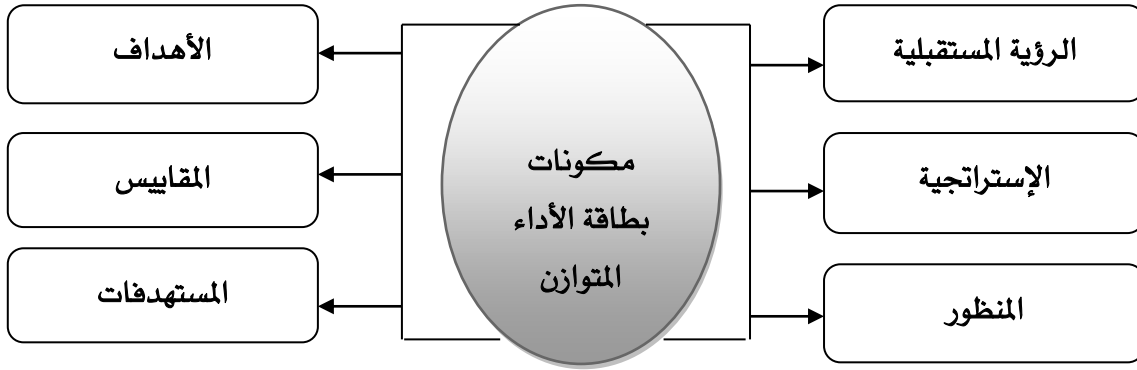 مكونات
بطاقة الأداء
المتوازن
الرؤية المستقبلية
الإستراتجية
المنظور
الأهداف
المقاييس
المستهدفات